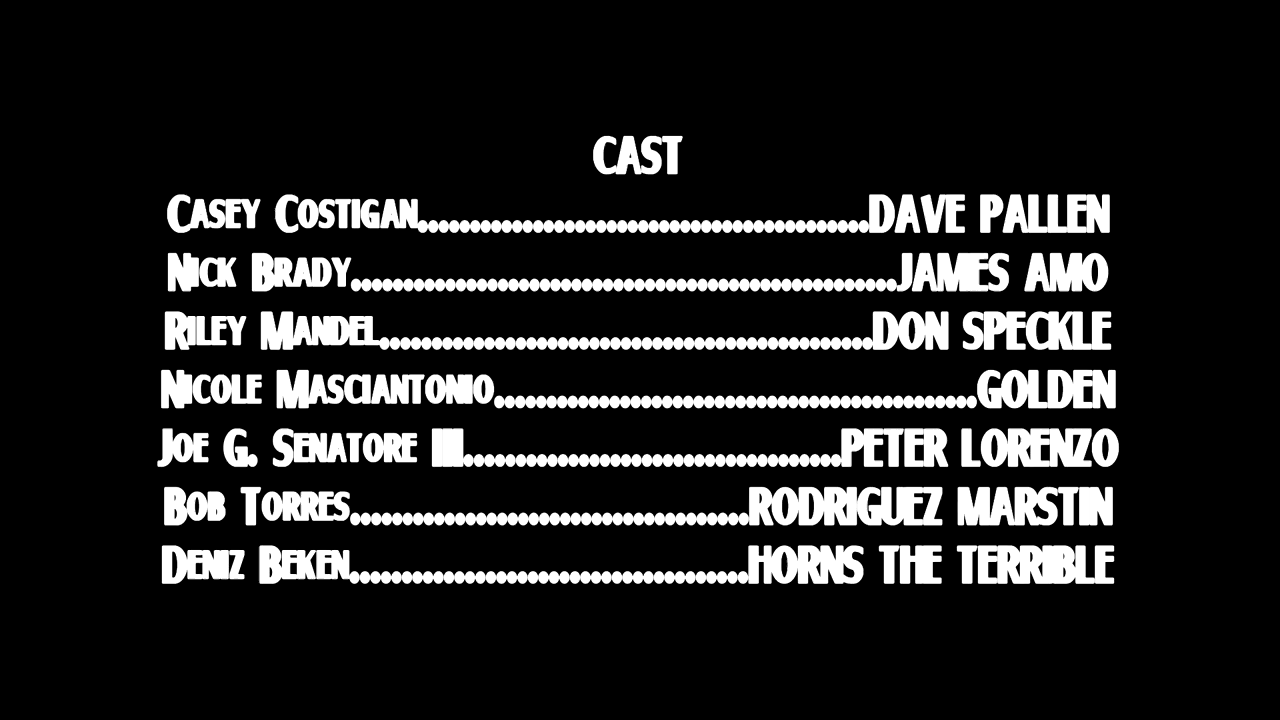 CAST
Casey Costigan...........................................DAVE PALLEN
Nick Brady....................................................JAMES AMO
Riley Mandel...............................................DON SPECKLE
Nicole Masciantonio..............................................GOLDEN
Joe G. Senatore III....................................PETER LORENZO
Bob Torres......................................RODRIGUEZ MARSTIN
Deniz Beken......................................HORNS THE TERRIBLE